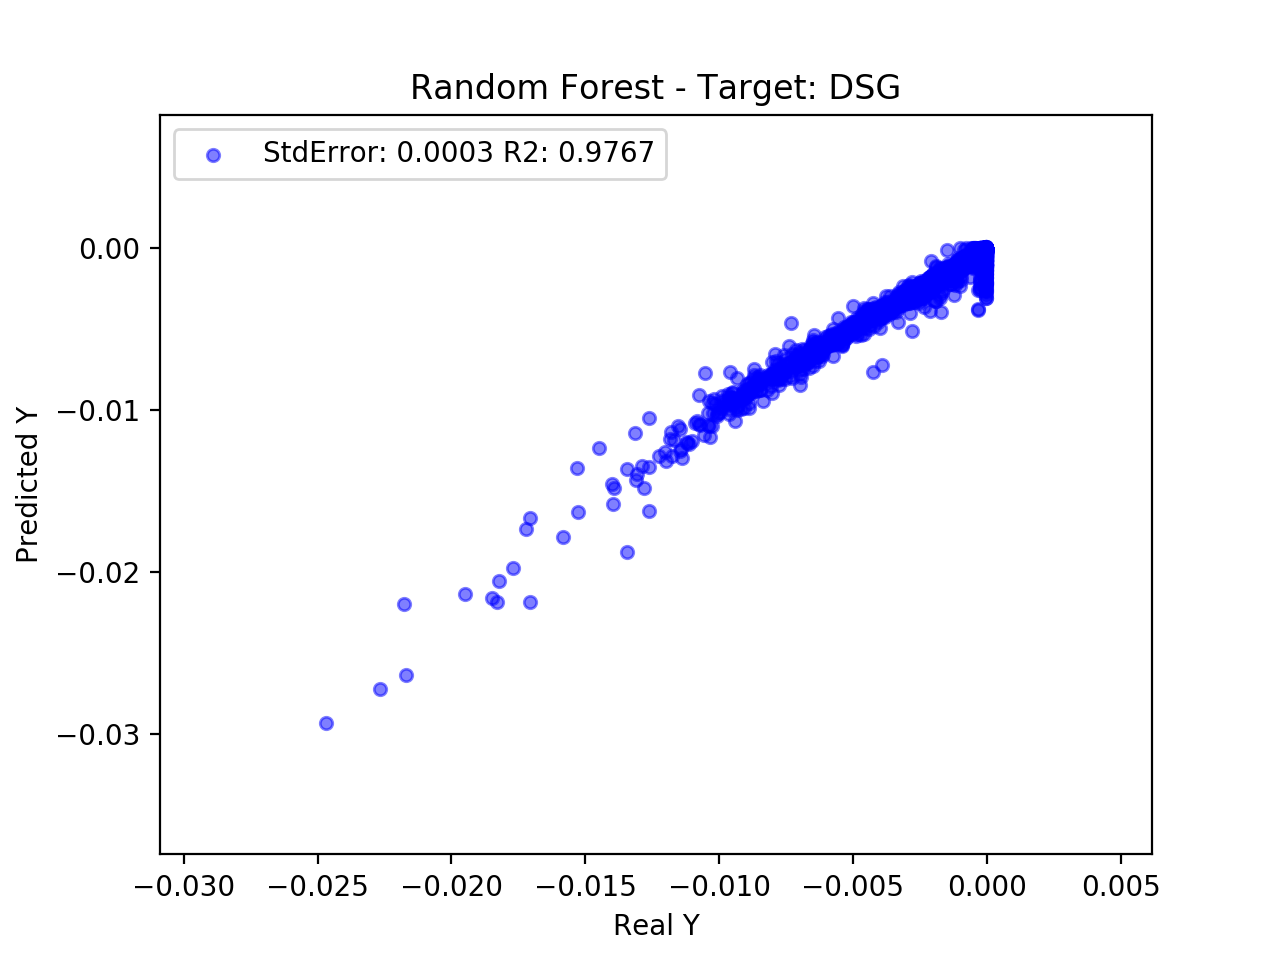 Random Forest - Target: DSG
StdError: 0.0003 R2: 0.9767
0.00
−0.01
−0.02
−0.03
Predicted Y
−0.030 −0.025 −0.020 −0.015 −0.010 −0.005 0.000 0.005
Real Y